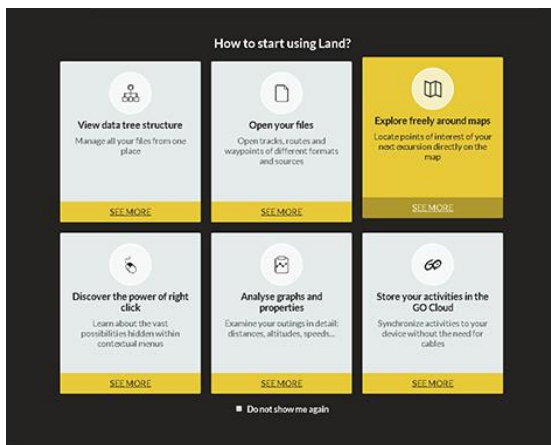 How to start using Land?
View data tree structure
Manage all your files from one
place
SEE MORE
Open your files
Open tracks, routes and
waypoints of different formats
and sources
SEE MORE
Explore freely around maps
Locate points of interest of your
next excursion directly on the
map
SEE MORE
Discover the power of right
click
Learn about the vast
possibilities hidden within
contextual menus
SEE MORE
Analyse graphs and
properties
Examine your outings in detail:
distances, altitudes, speeds...
SEE MORE
GO
Store your activities in the
GO Cloud
Synchronize activities to your
device without the need for
cables
SEE MORE
Do not show me again